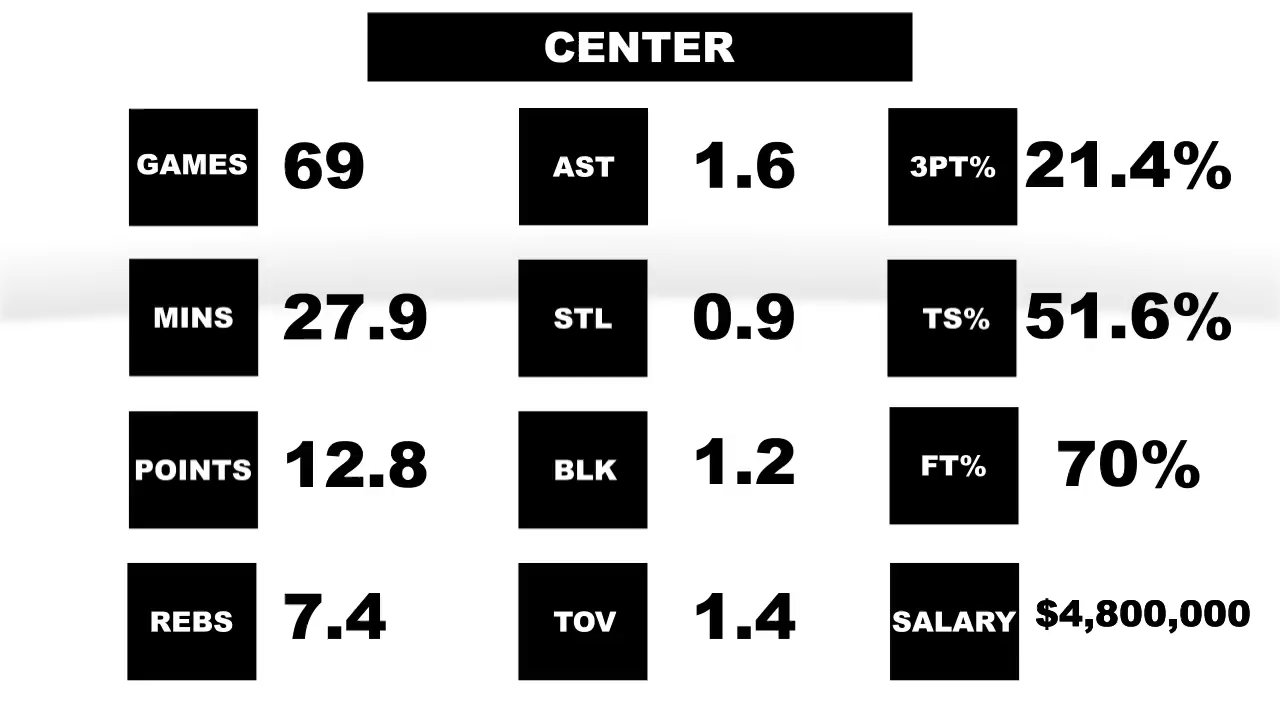 CENTER
GAMES 69 AST 1.6 3PT% 21.4%
MINS 27.9 STL 0.9 TS% 51.6%
POINTS 12.8 BLK 1.2 FT% 70%
REBS 7.4 TOV 1.4 SALARY $4,800,000